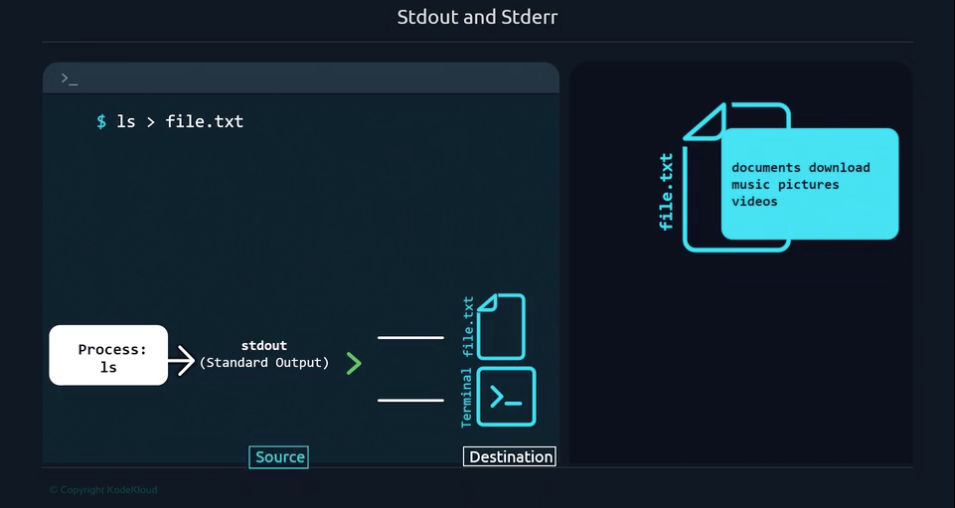 Stdout and Stderr
>_
$ ls > file.txt
file.txt
documents download
music pictures
videos
Process:
ls
stdout
(Standard Output)
>
file.txt
Terminal
>_
Source
Destination
© Copyright KodeKloud